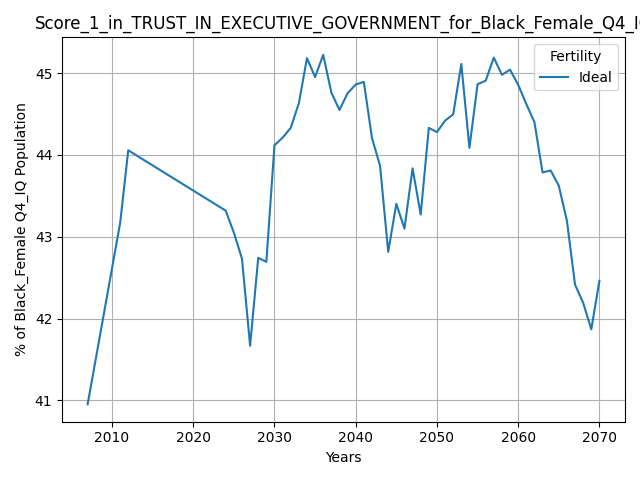 Score_1_in_TRUST_IN_EXECUTIVE_GOVERNMENT_for_Black_Female_Q4_IQ
Fertility
Ideal
% of Black_Female Q4_IQ Population
45
44
43
42
41
2010 2020 2030 2040 2050 2060 2070
Years